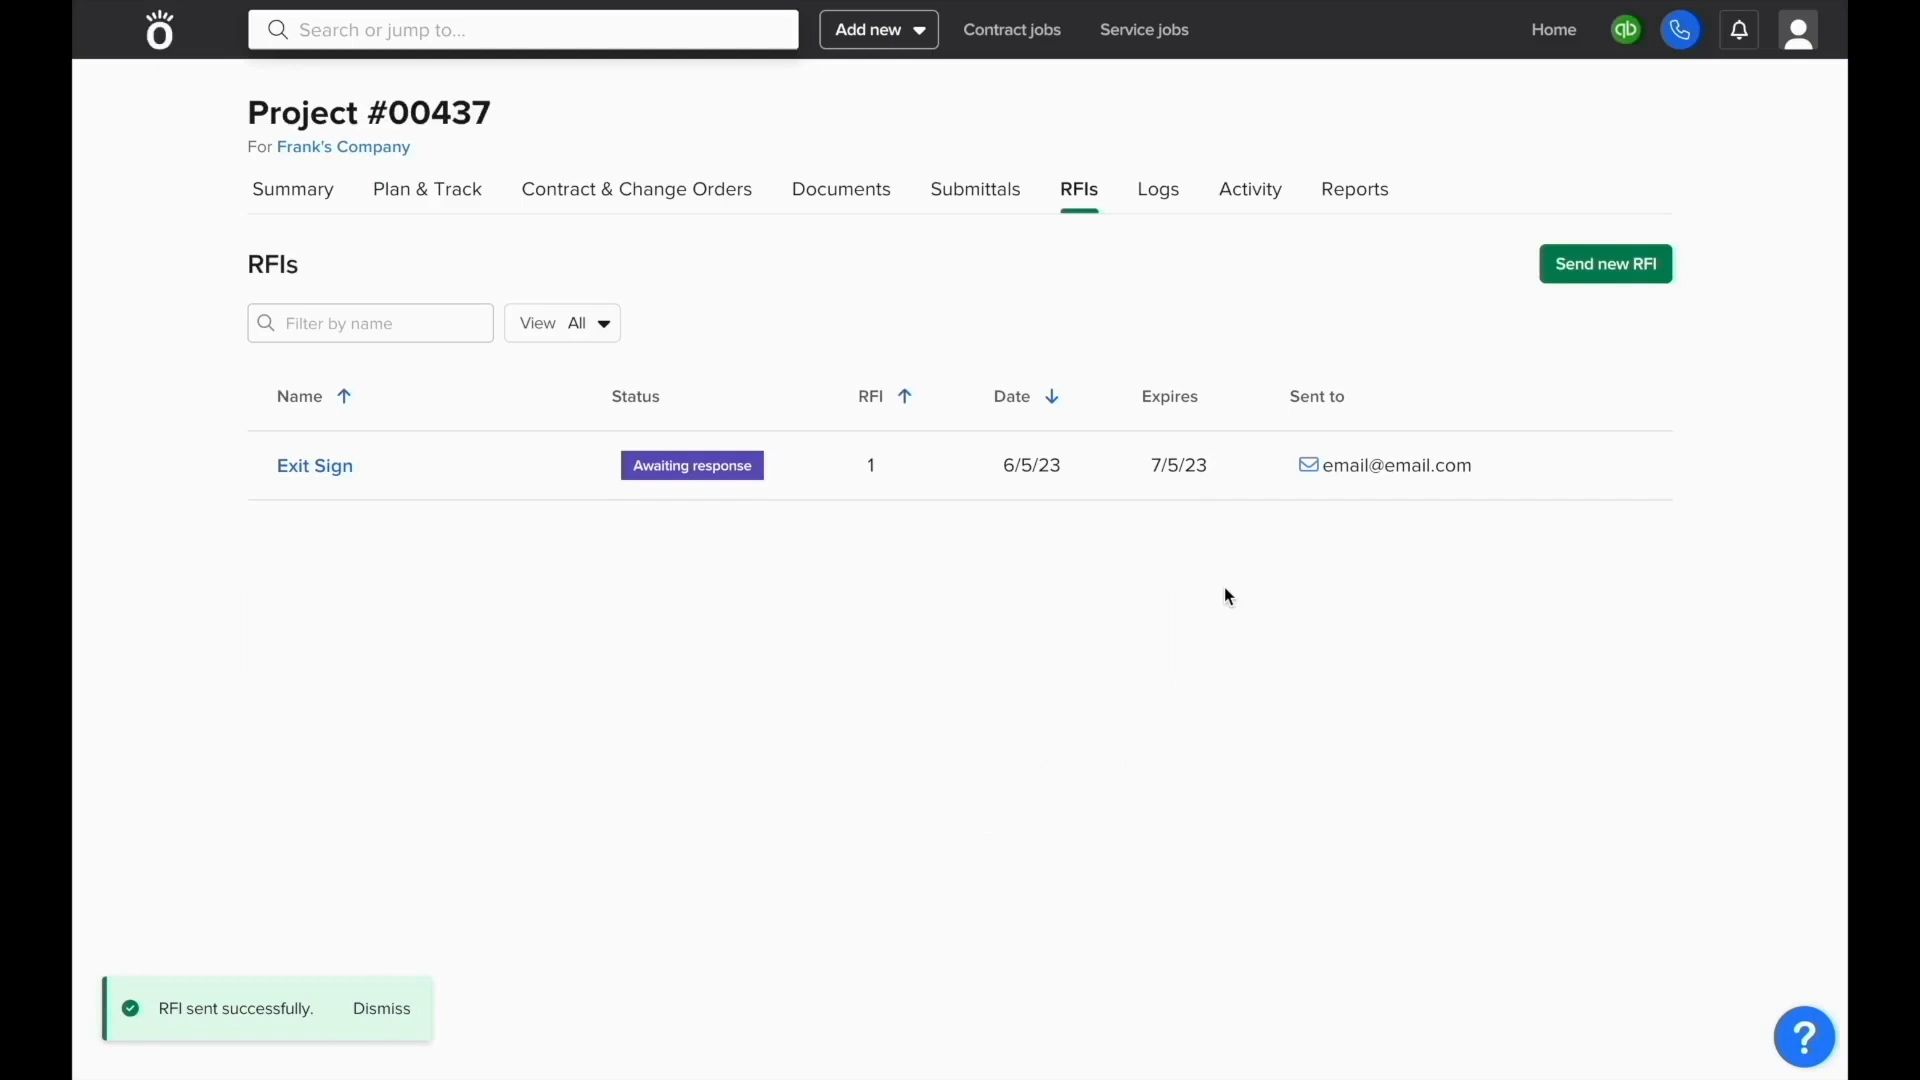 Search or jump to...
Add new
Contract jobs
Service jobs
Home
qb
Project #00437
For Frank's Company
Summary
Plan & Track
Contract & Change Orders
Documents
Submittals
RFIs
Logs
Activity
Reports
RFIs
Send new RFI
Filter by name
View All
Name
Status
RFI
Date
Expires
Sent to
Exit Sign
Awaiting response
1
6/5/23
7/5/23
email@email.com
RFI sent successfully.
Dismiss
?